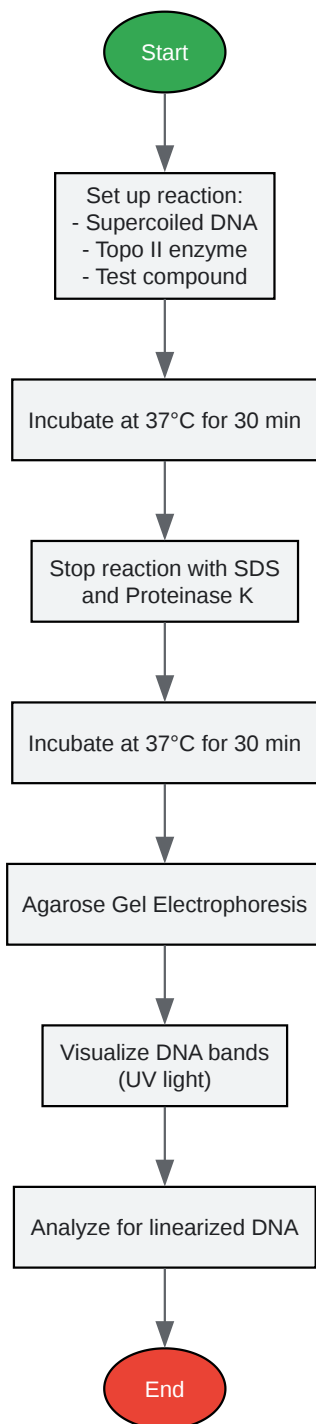 Start
Set up reaction:
- Supercoiled DNA
- Topo II enzyme
- Test compound
Incubate at 37°C for 30 min
Stop reaction with SDS
and Proteinase K
Incubate at 37°C for 30 min
Agarose Gel Electrophoresis
Visualize DNA bands
(UV light)
Analyze for linearized DNA
End